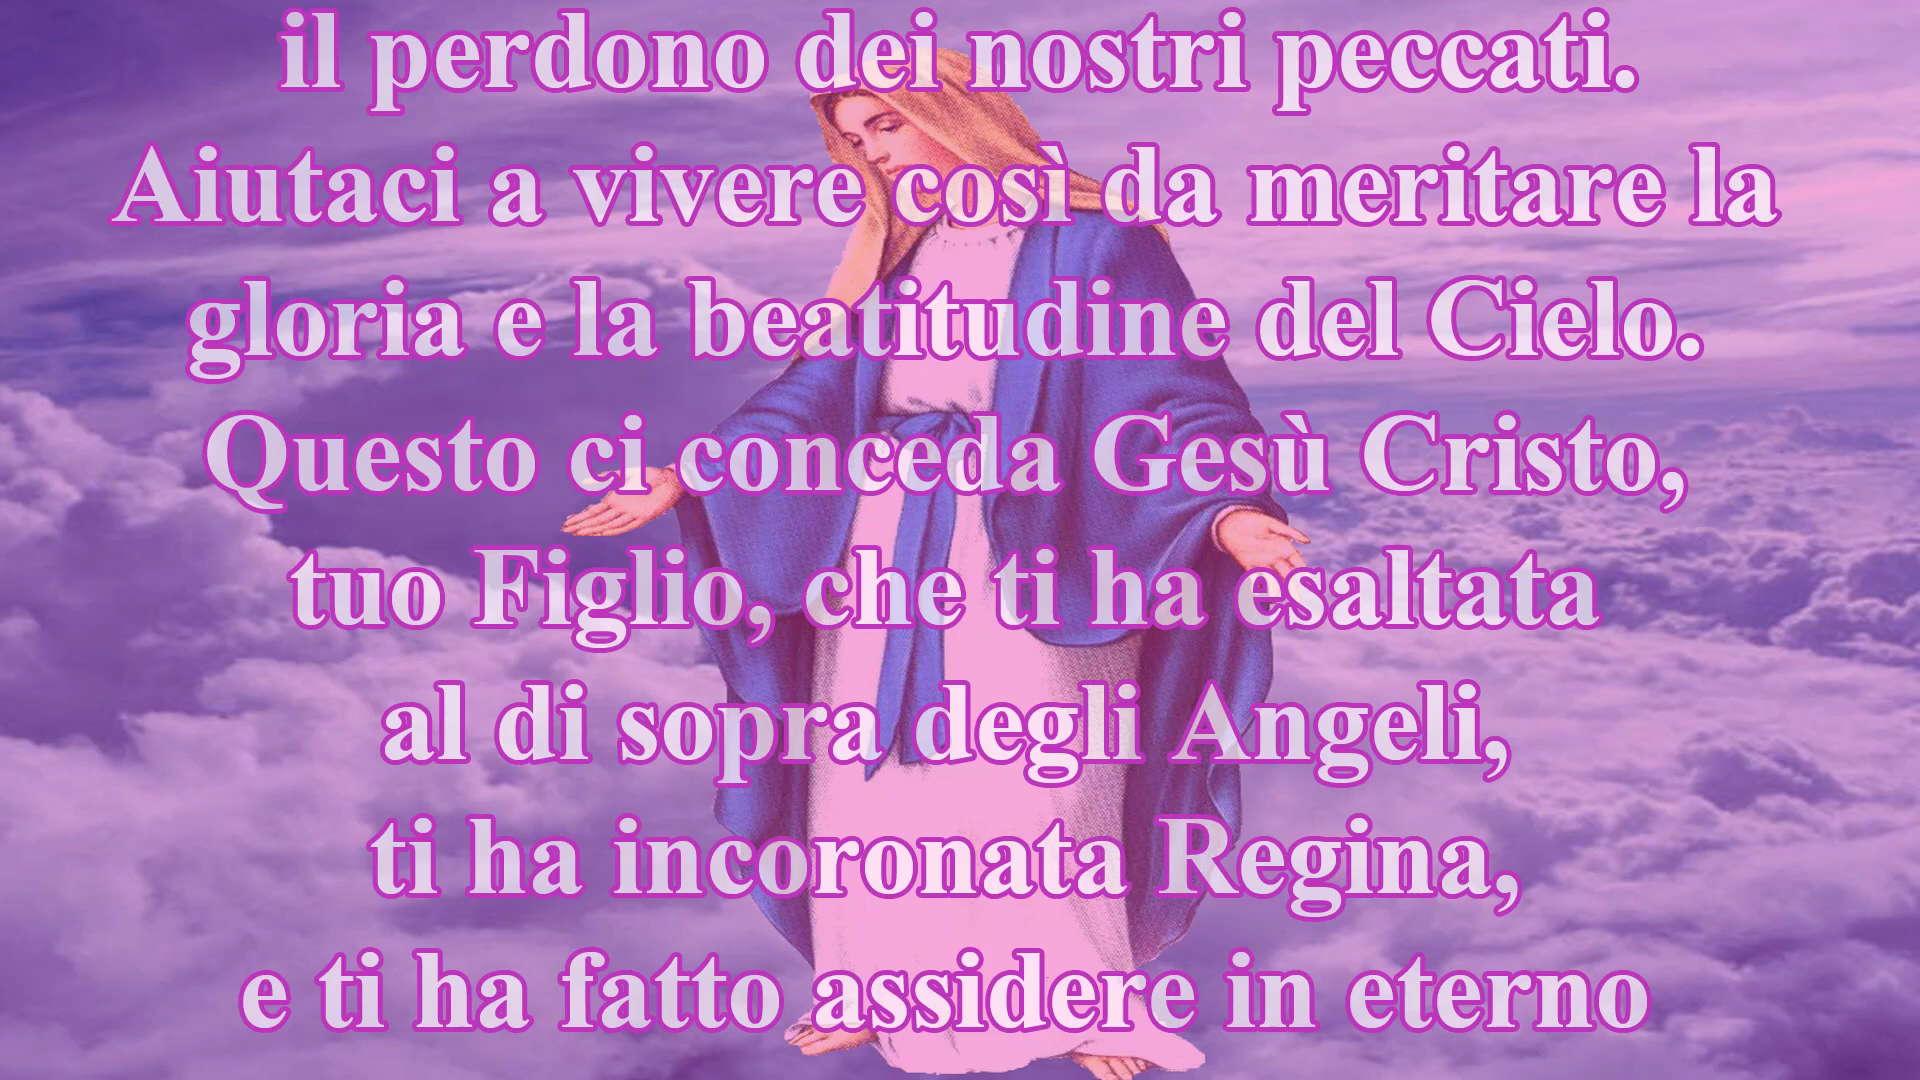 il perdono dei nostri peccati.
Aiutaci a vivere così da meritare la
gloria e la beatitudine del Cielo.
Questo ci conceda Gesù Cristo,
tuo Figlio, che ti ha esaltata
al di sopra degli Angeli,
ti ha incoronata Regina,
e ti ha fatto assidere in eterno